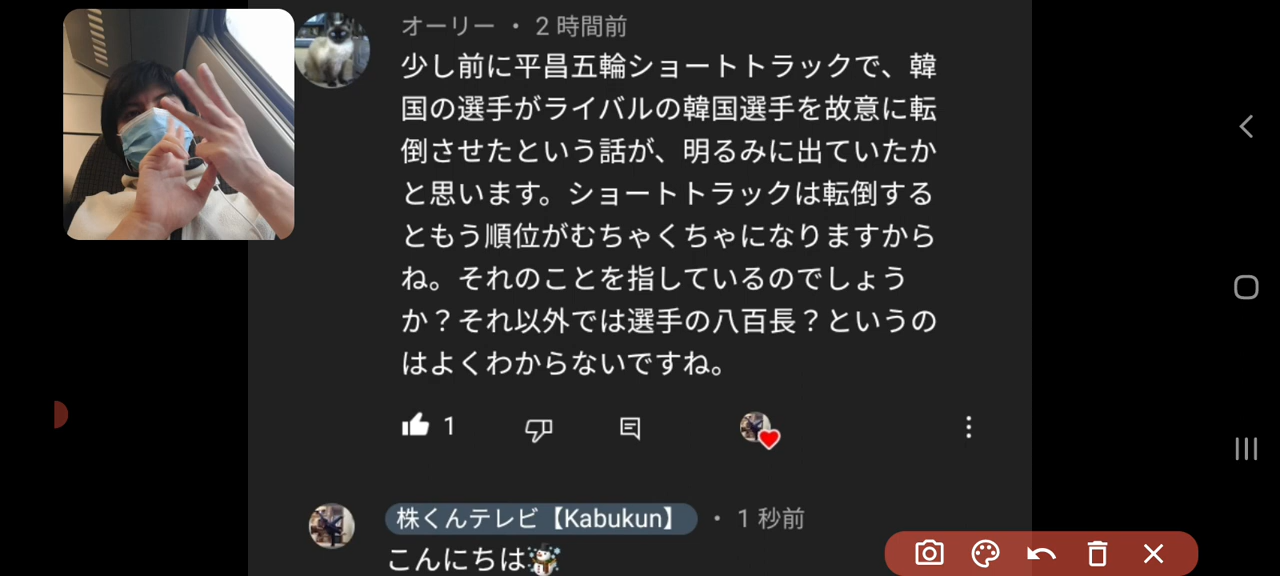 オーリー ・ 2 時間前
少し前に平昌五輪ショートトラックで、韓
国の選手がライバルの韓国選手を故意に転
倒させたという話が、明るみに出ていたか
と思います。ショートトラックは転倒する
ともう順位がむちゃくちゃになりますから
ね。それのことを指しているのでしょう
か？それ以外では選手の八百長？というの
はよくわからないですね。
1
株くんテレビ【Kabukun】 ・ 1 秒前
こんにちは☃️